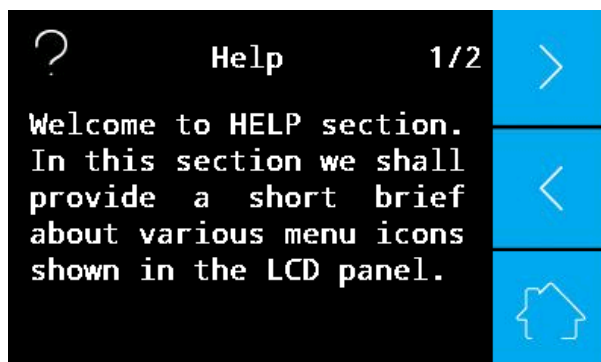 ? Help 1/2
Welcome to HELP section.
In this section we shall
provide a short brief
about various menu icons
shown in the LCD panel.